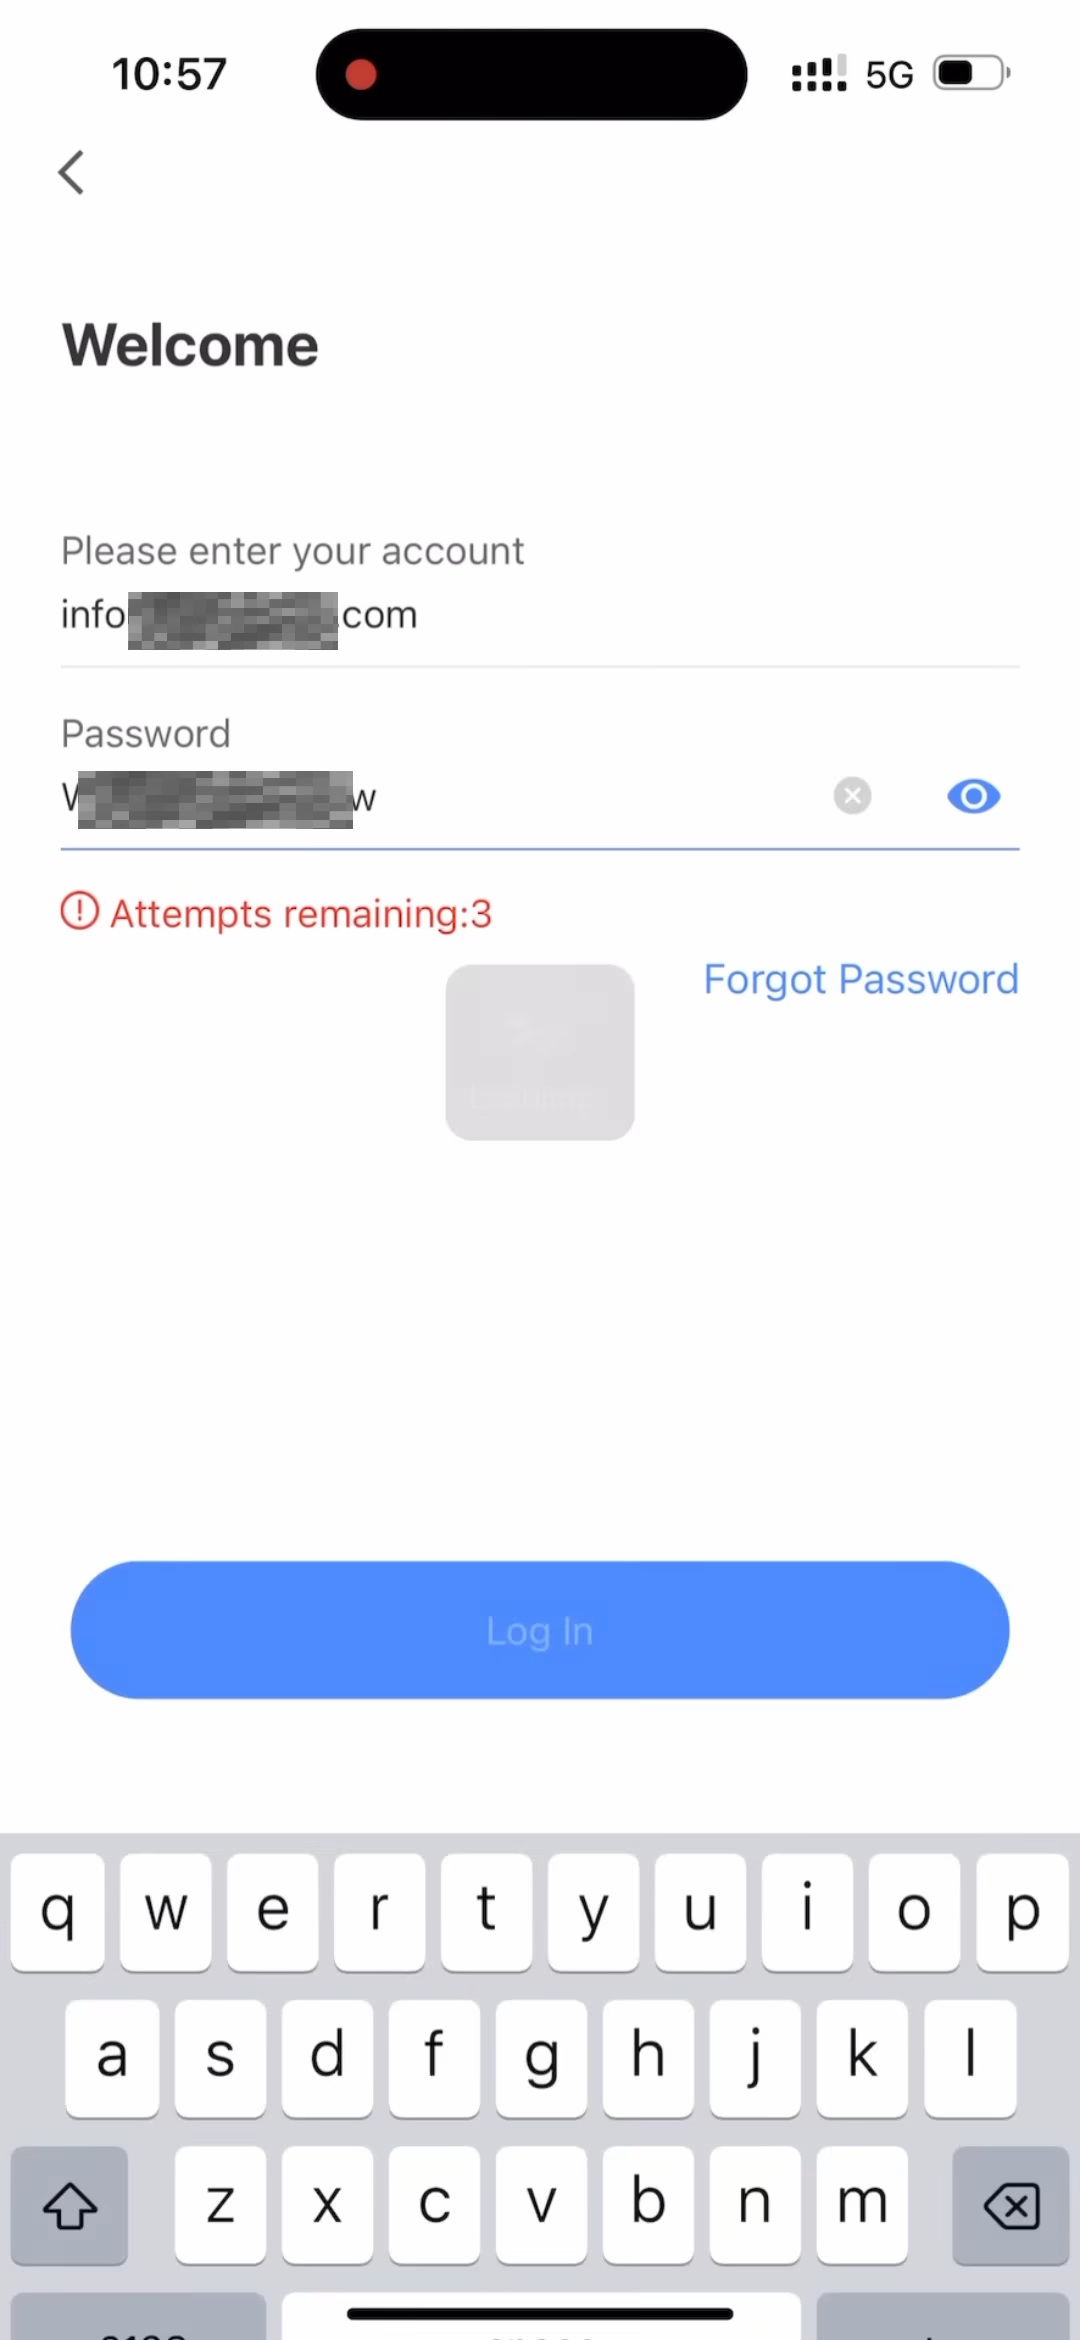 10:57
5G
Welcome
Please enter your account
info
.com
Password
w
Attempts remaining:3
Forgot Password
Log In
q w e r t y u i o p
a s d f g h j k l
z x c v b n m